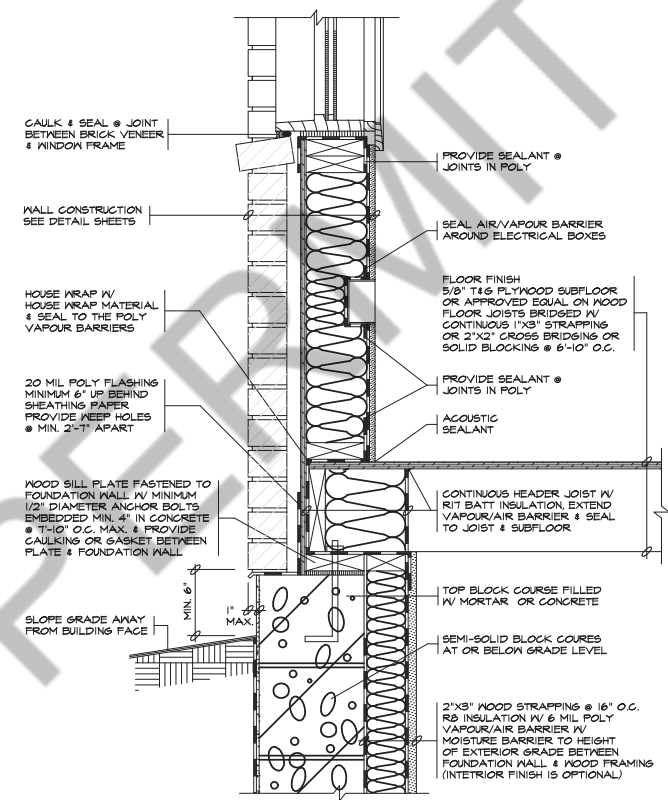 CAULK & SEAL @ JOINT
BETWEEN BRICK VENEER
& WINDOW FRAME
WALL CONSTRUCTION
SEE DETAIL SHEETS
HOUSE WRAP W/
HOUSE WRAP MATERIAL
& SEAL TO THE POLY
VAPOUR BARRIERS
20 MIL POLY FLASHING
MINIMUM 6" UP BEHIND
SHEATHING PAPER
PROVIDE WEEP HOLES
@ MIN. 2'-7" APART
WOOD SILL PLATE FASTENED TO
FOUNDATION WALL W/ MINIMUM
1/2" DIAMETER ANCHOR BOLTS
EMBEDDED MIN. 4" IN CONCRETE
@ 7'-10" O.C. MAX. & PROVIDE
CAULKING OR GASKET BETWEEN
PLATE & FOUNDATION WALL
MIN. 6"
1"
MAX.
SLOPE GRADE AWAY
FROM BUILDING FACE
PROVIDE SEALANT @
JOINTS IN POLY
SEAL AIR/VAPOUR BARRIER
AROUND ELECTRICAL BOXES
FLOOR FINISH
5/8" T&G PLYWOOD SUBFLOOR
OR APPROVED EQUAL ON WOOD
FLOOR JOISTS BRIDGED W/
CONTINUOUS 1"X3" STRAPPING
OR 2"X2" CROSS BRIDGING OR
SOLID BLOCKING @ 6'-10" O.C.
PROVIDE SEALANT @
JOINTS IN POLY
ACOUSTIC
SEALANT
CONTINUOUS HEADER JOIST W/
R17 BATT INSULATION, EXTEND
VAPOUR/AIR BARRIER & SEAL
TO JOIST & SUBFLOOR
TOP BLOCK COURSE FILLED
W/ MORTAR OR CONCRETE
SEMI-SOLID BLOCK COURES
AT OR BELOW GRADE LEVEL
2"X3" WOOD STRAPPING @ 16" O.C.
R8 INSULATION W/ 6 MIL POLY
VAPOUR/AIR BARRIER W/
MOISTURE BARRIER TO HEIGHT
OF EXTERIOR GRADE BETWEEN
FOUNDATION WALL & WOOD FRAMING
(INTETRIOR FINISH IS OPTIONAL)
PERMIT